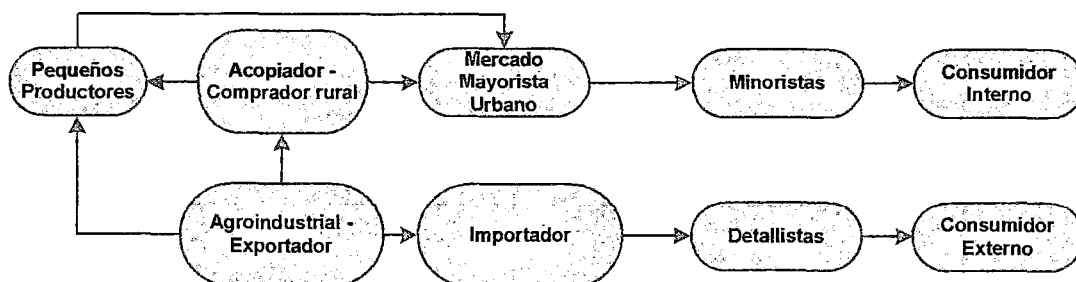 Pequeños
Productores
Acopiador -
Comprador rural
Mercado
Mayorista
Urbano
Minoristas
Consumidor
Interno
Agroindustrial -
Exportador
Importador
Detallistas
Consumidor
Externo